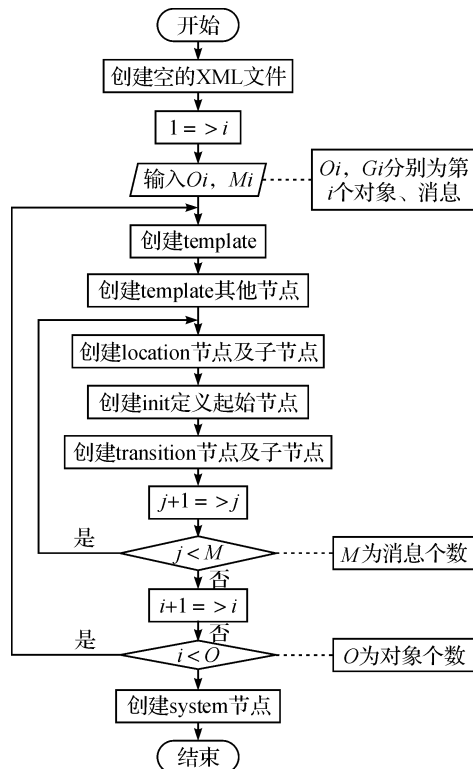 开始
创建空的XML文件
1 = > i
输入Oi，Mi
Oi，Gi分别为第
i个对象、消息
创建template
创建template其他节点
创建location节点及子节点
创建init定义起始节点
创建transition节点及子节点
j+1 = > j
是
j < M
M为消息个数
否
i+1 = > i
否
是
i < O
O为对象个数
创建system节点
结束